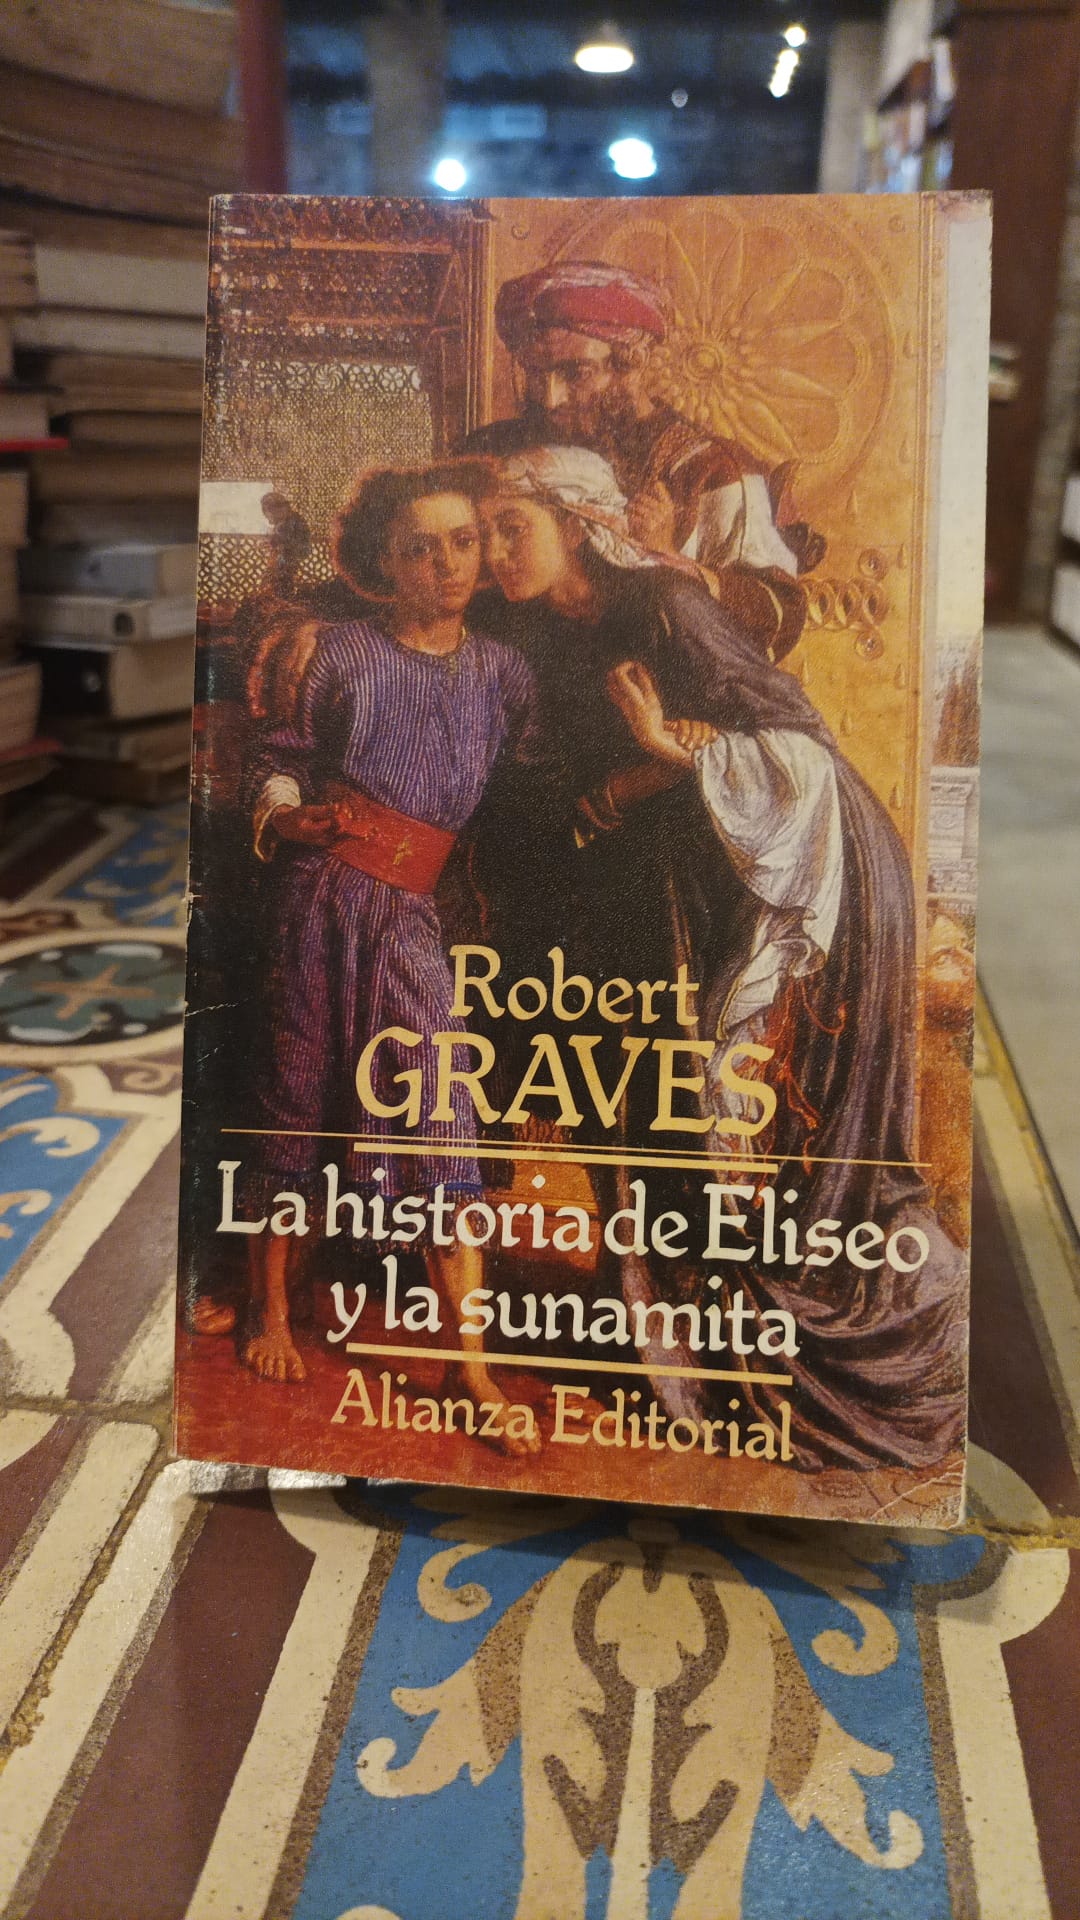 Robert
GRAVES
La historia de Eliseo
y la sunamita
Alianza Editorial